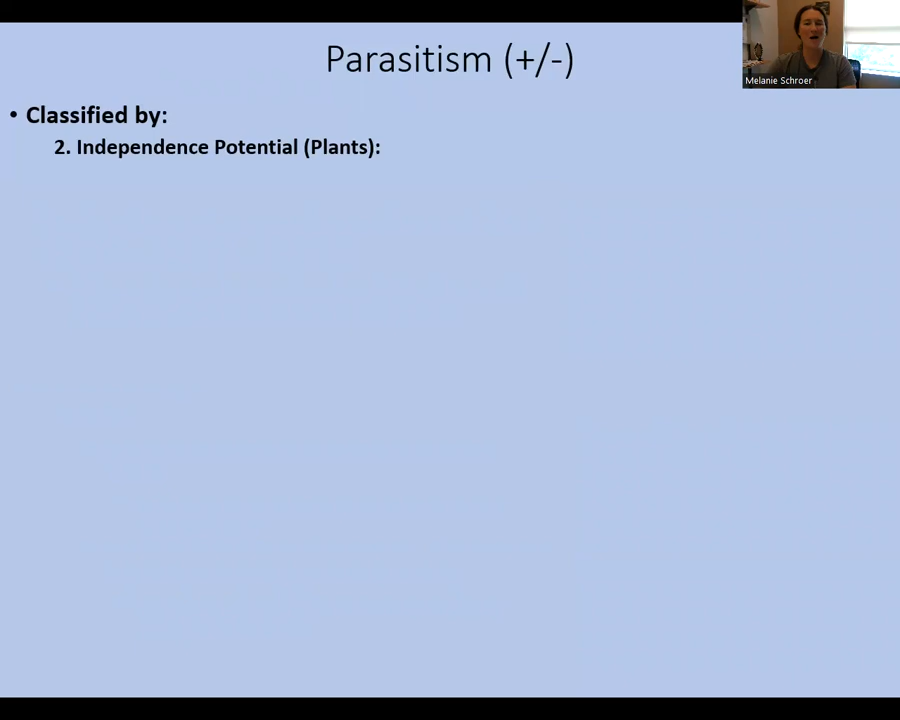 Parasitism (+/-)
Melanie Schroer
• Classified by:
2. Independence Potential (Plants):